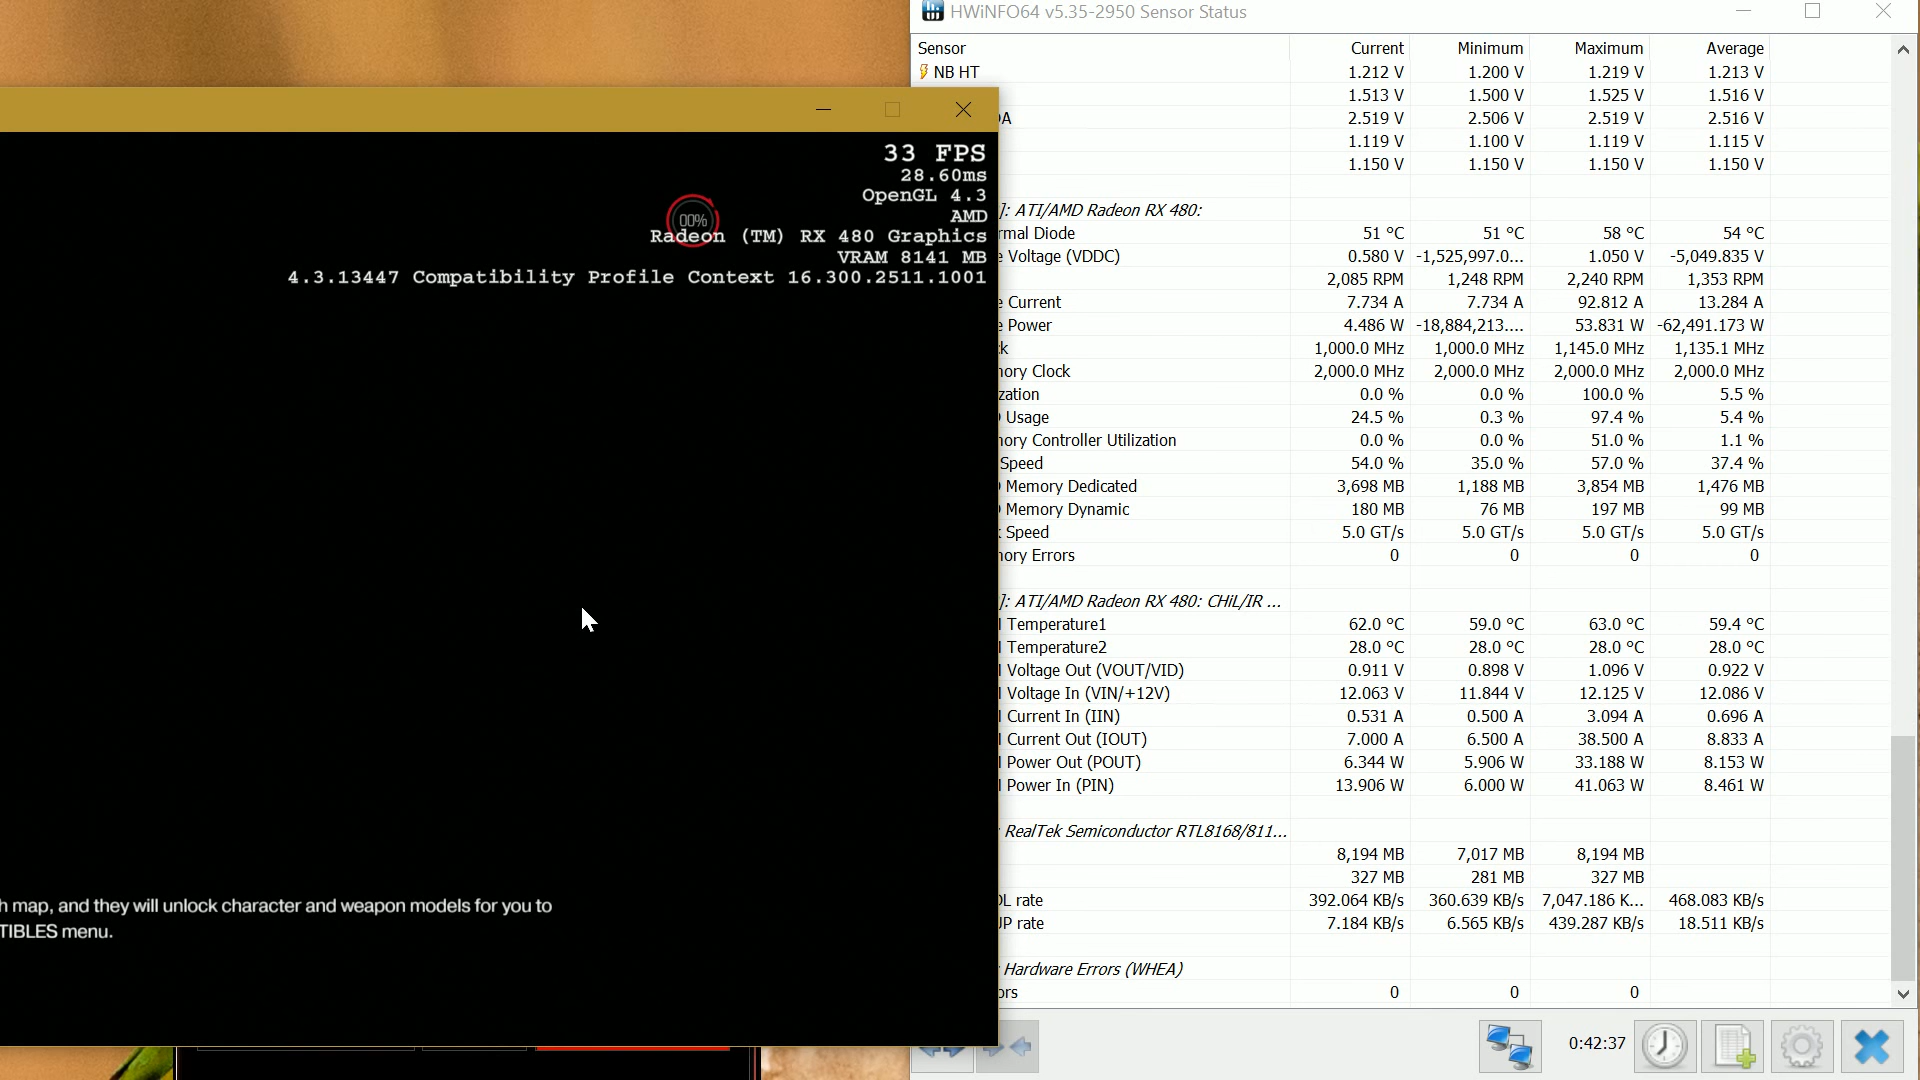 HWiNFO64 v5.35-2950 Sensor Status
Sensor Current Minimum Maximum Average
NB HT 1.212 V 1.200 V 1.219 V 1.213 V
1.513 V 1.500 V 1.525 V 1.516 V
DA 2.519 V 2.506 V 2.519 V 2.516 V
1.119 V 1.100 V 1.119 V 1.115 V
1.150 V 1.150 V 1.150 V 1.150 V
33 FPS
28.60ms
OpenGL 4.3
AMD
00%
Radeon (TM) RX 480 Graphics
VRAM 8141 MB
4.3.13447 Compatibility Profile Context 16.300.2511.1001
]: ATI/AMD Radeon RX 480:
rmal Diode 51 °C 51 °C 58 °C 54 °C
e Voltage (VDDC) 0.580 V -1,525,997.0... 1.050 V -5,049.835 V
2,085 RPM 1,248 RPM 2,240 RPM 1,353 RPM
e Current 7.734 A 7.734 A 92.812 A 13.284 A
e Power 4.486 W -18,884,213.... 53.831 W -62,491.173 W
ck 1,000.0 MHz 1,000.0 MHz 1,145.0 MHz 1,135.1 MHz
nory Clock 2,000.0 MHz 2,000.0 MHz 2,000.0 MHz 2,000.0 MHz
zation 0.0 % 0.0 % 100.0 % 5.5 %
D Usage 24.5 % 0.3 % 97.4 % 5.4 %
nory Controller Utilization 0.0 % 0.0 % 51.0 % 1.1 %
Speed 54.0 % 35.0 % 57.0 % 37.4 %
D Memory Dedicated 3,698 MB 1,188 MB 3,854 MB 1,476 MB
D Memory Dynamic 180 MB 76 MB 197 MB 99 MB
k Speed 5.0 GT/s 5.0 GT/s 5.0 GT/s 5.0 GT/s
nory Errors 0 0 0 0
]: ATI/AMD Radeon RX 480: CHiL/IR ...
Temperature1 62.0 °C 59.0 °C 63.0 °C 59.4 °C
Temperature2 28.0 °C 28.0 °C 28.0 °C 28.0 °C
Voltage Out (VOUT/VID) 0.911 V 0.898 V 1.096 V 0.922 V
Voltage In (VIN/+12V) 12.063 V 11.844 V 12.125 V 12.086 V
Current In (IIN) 0.531 A 0.500 A 3.094 A 0.696 A
Current Out (IOUT) 7.000 A 6.500 A 38.500 A 8.833 A
Power Out (POUT) 6.344 W 5.906 W 33.188 W 8.153 W
Power In (PIN) 13.906 W 6.000 W 41.063 W 8.461 W
: RealTek Semiconductor RTL8168/811...
8,194 MB 7,017 MB 8,194 MB
327 MB 281 MB 327 MB
DL rate 392.064 KB/s 360.639 KB/s 7,047.186 K... 468.083 KB/s
UP rate 7.184 KB/s 6.565 KB/s 439.287 KB/s 18.511 KB/s
: Hardware Errors (WHEA)
ors 0 0 0
h map, and they will unlock character and weapon models for you to
TIBLES menu.
0:42:37